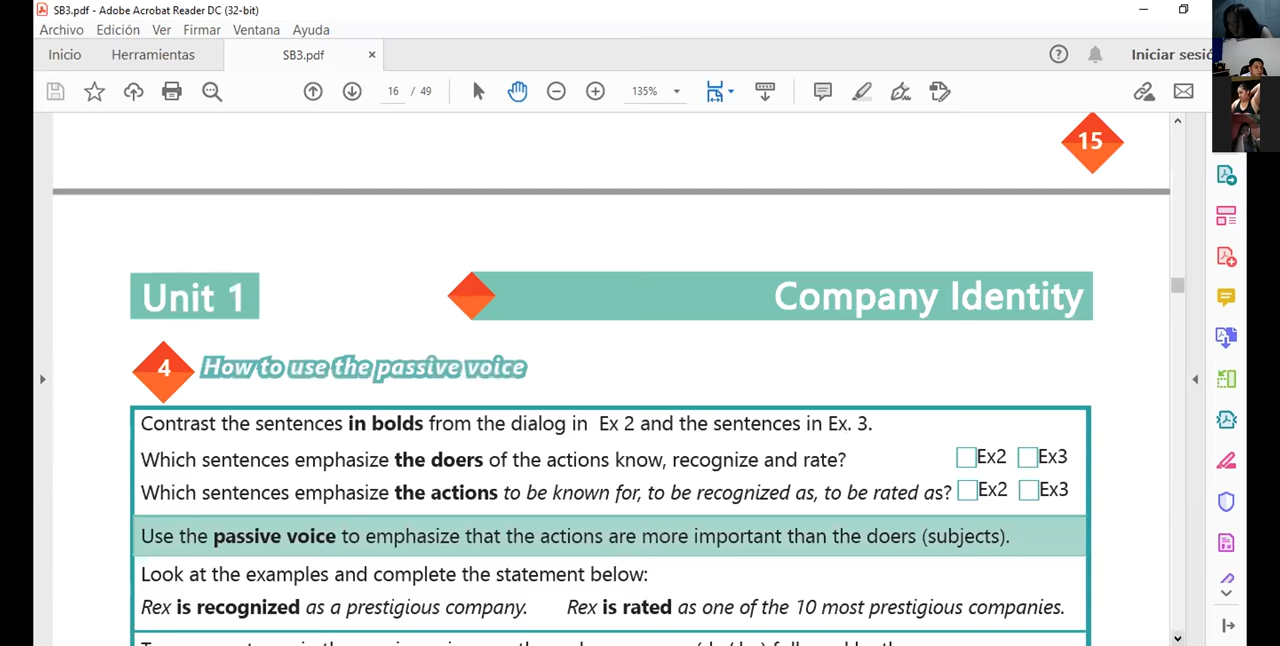 SB3.pdf - Adobe Acrobat Reader DC (32-bit)
Archivo Edición Ver Firmar Ventana Ayuda
Inicio Herramientas SB3.pdf × Iniciar sesió
16 / 49 135%
15
Unit 1 Company Identity
4 How to use the passive voice
Contrast the sentences in bolds from the dialog in Ex 2 and the sentences in Ex. 3.
Which sentences emphasize the doers of the actions know, recognize and rate? Ex2 Ex3
Which sentences emphasize the actions to be known for, to be recognized as, to be rated as? Ex2 Ex3
Use the passive voice to emphasize that the actions are more important than the doers (subjects).
Look at the examples and complete the statement below:
Rex is recognized as a prestigious company. Rex is rated as one of the 10 most prestigious companies.